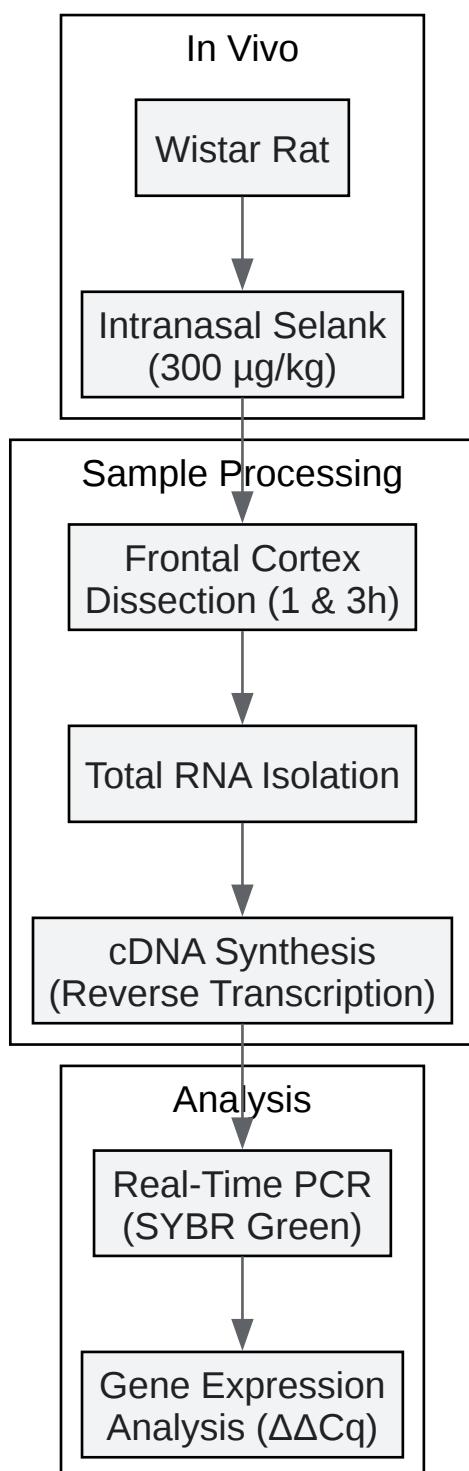 In Vivo
Wistar Rat
Intranasal Selank
(300 µg/kg)
Sample Processing
Frontal Cortex
Dissection (1 & 3h)
Total RNA Isolation
cDNA Synthesis
(Reverse Transcription)
Analysis
Real-Time PCR
(SYBR Green)
Gene Expression
Analysis (ΔΔCq)